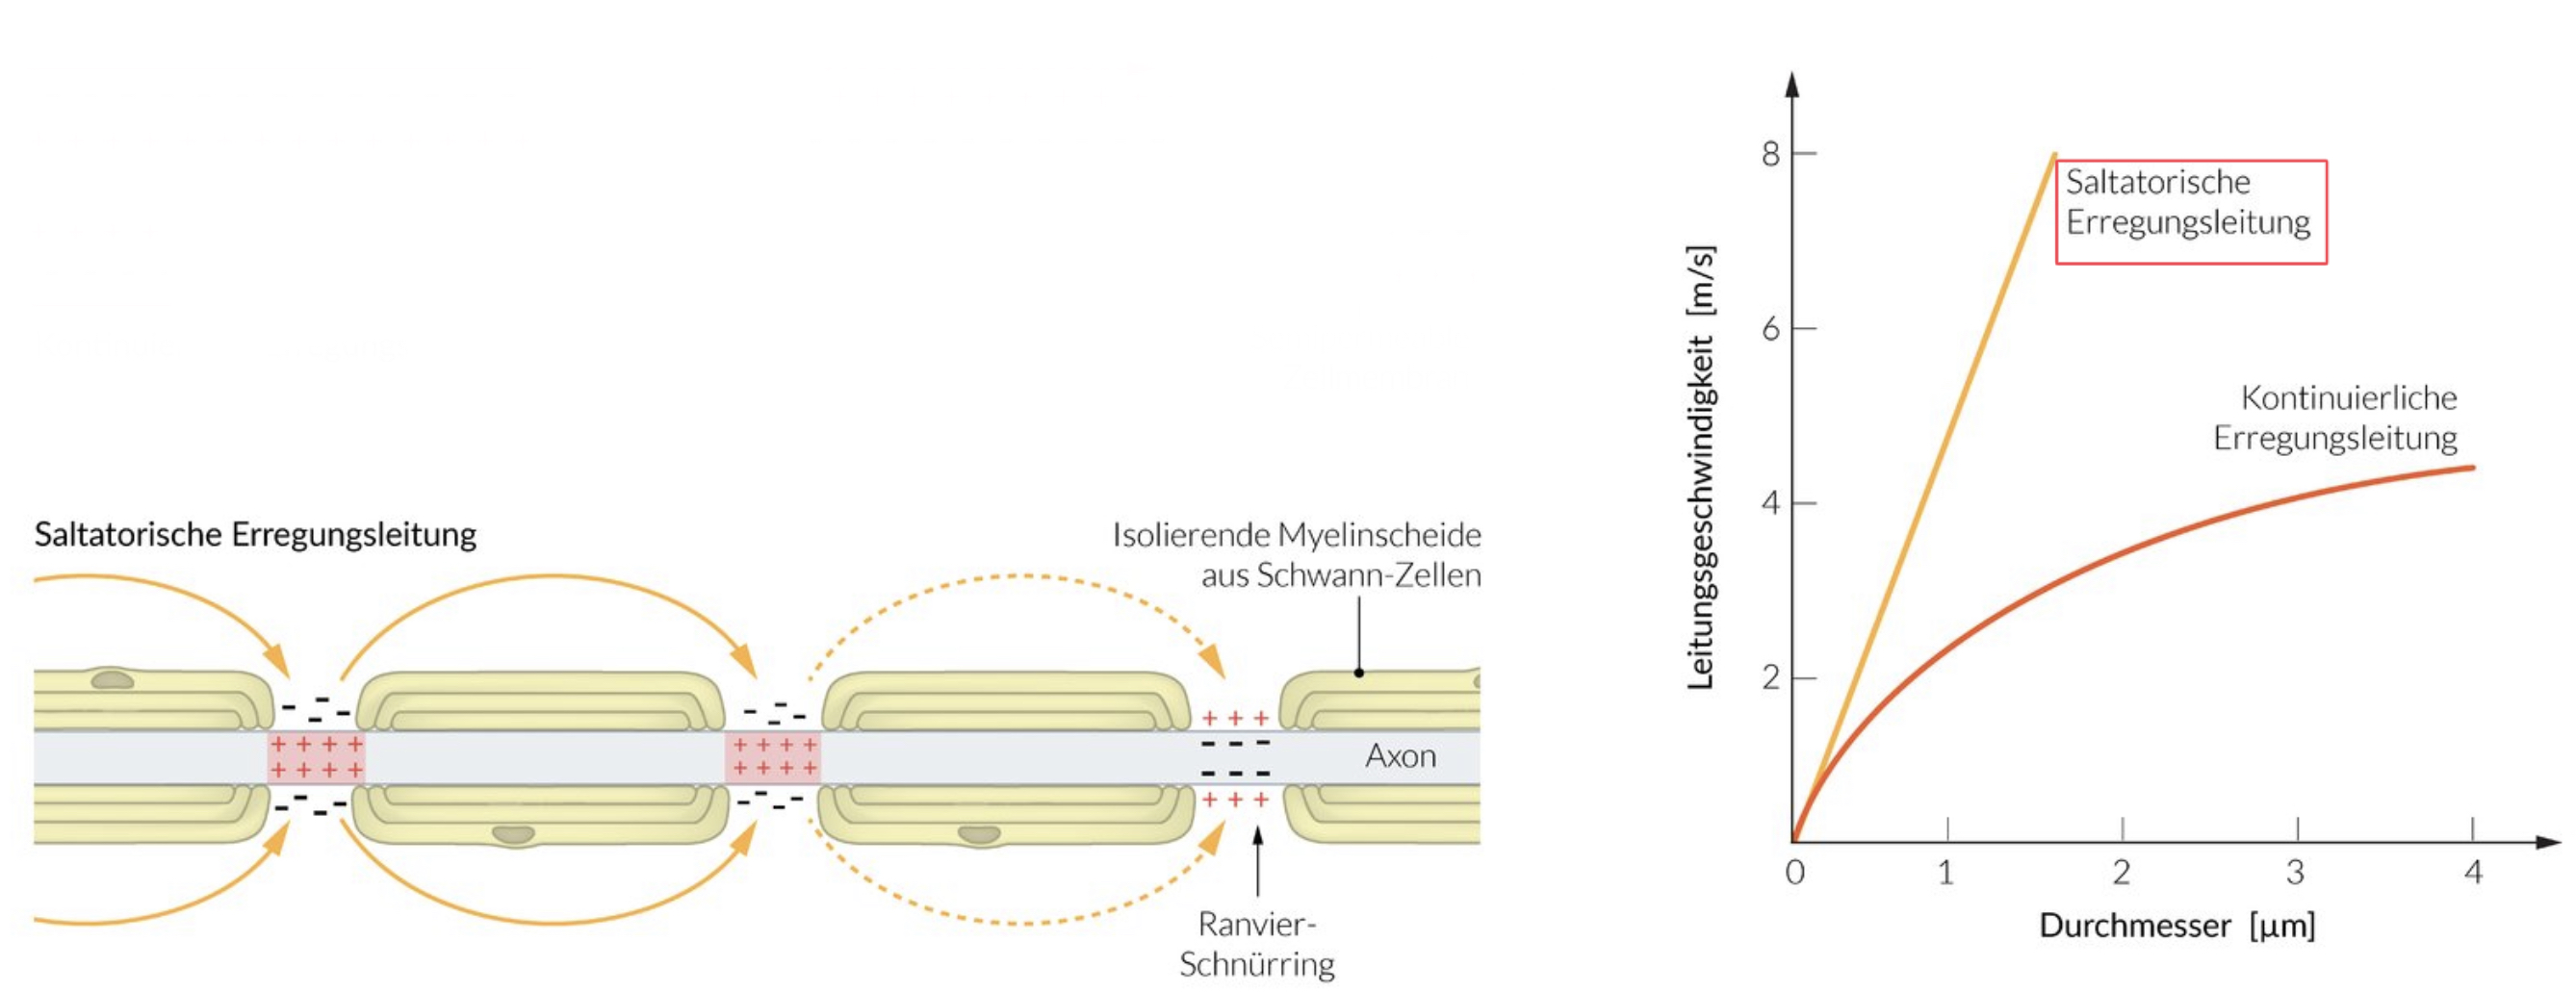 Saltatorische Erregungsleitung
Isolierende Myelinscheide
aus Schwann-Zellen
- - - -
- - - -
+ + + +
+ + + +
+ + + +
+ + + +
+ + +
- - -
- - -
+ + +
Axon
- - - -
- - - -
Ranvier-
Schnürring
Leitungsgeschwindigkeit [m/s]
8
6
4
2
Saltatorische
Erregungsleitung
Kontinuierliche
Erregungsleitung
0 1 2 3 4
Durchmesser [μm]